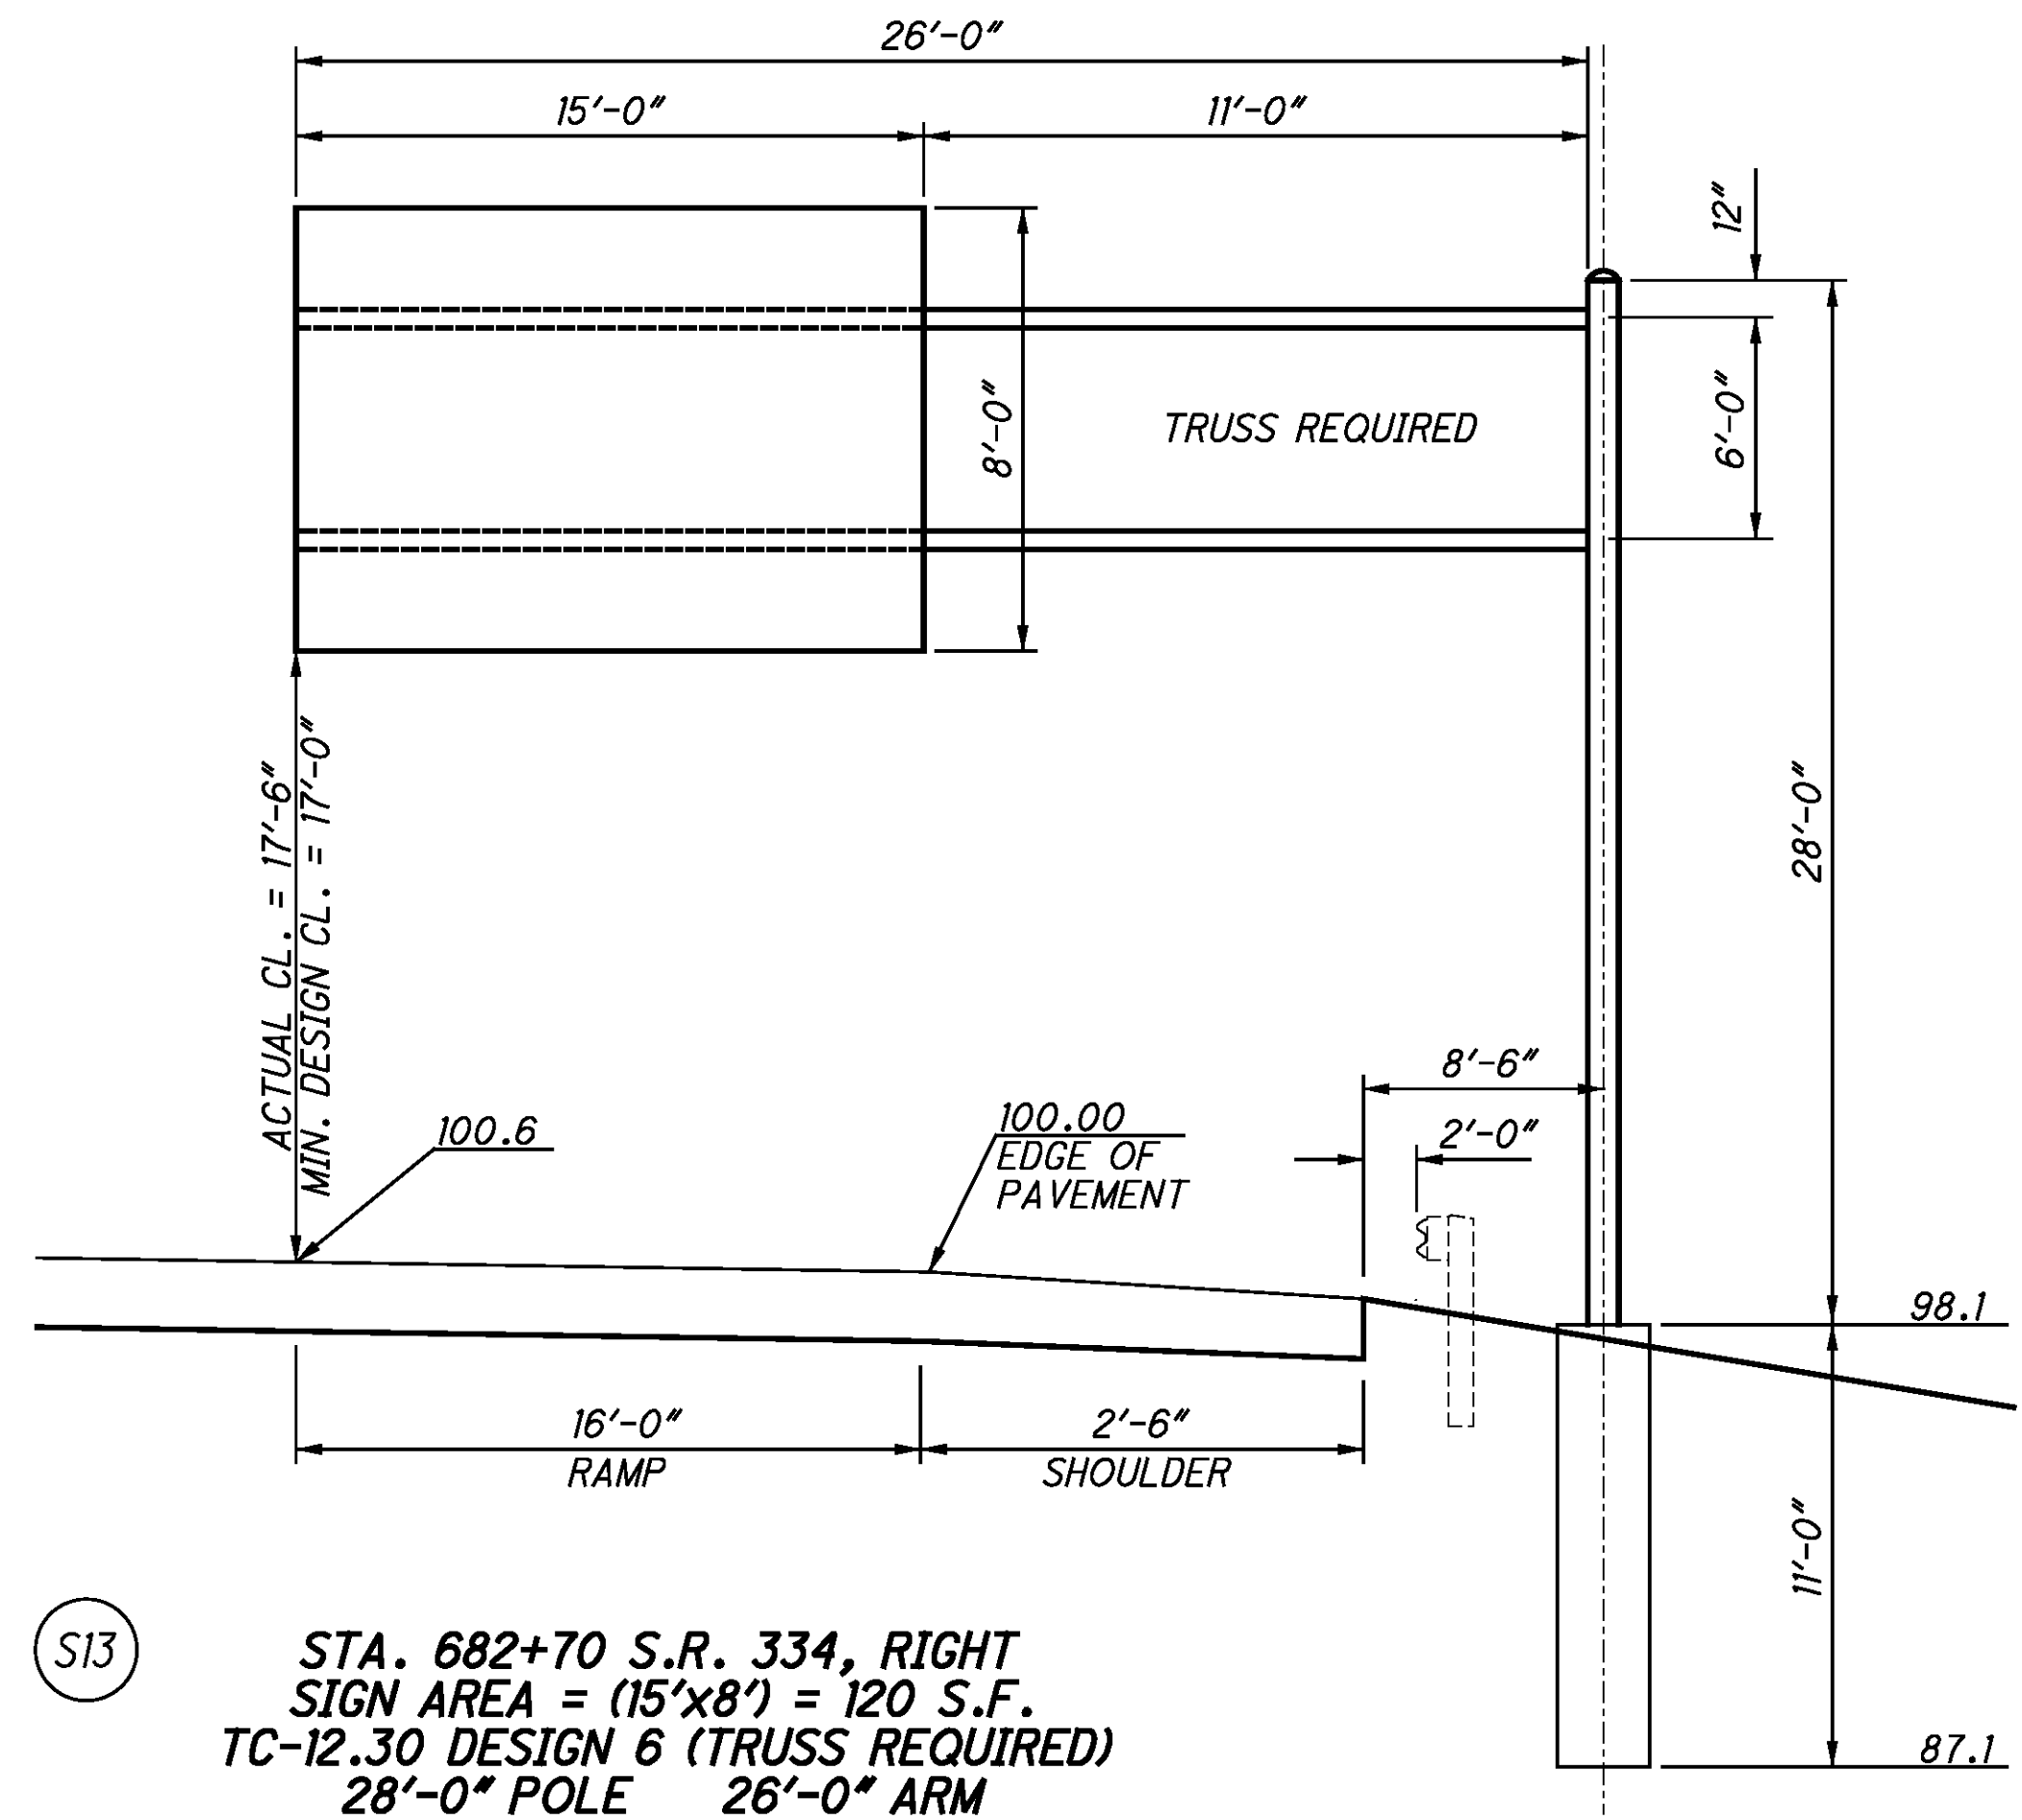 26'-0"
15'-0"
11'-0"
12"
8'-0"
TRUSS REQUIRED
6'-0"
28'-0"
ACTUAL CL. = 17'-6"
MIN. DESIGN CL. = 17'-0"
8'-6"
100.6
100.00
EDGE OF
PAVEMENT
2'-0"
98.1
16'-0"
RAMP
2'-6"
SHOULDER
11'-0"
87.1
S13
STA. 682+70 S.R. 334, RIGHT
SIGN AREA = (15'x8') = 120 S.F.
TC-12.30 DESIGN 6 (TRUSS REQUIRED)
28'-0" POLE 26'-0" ARM